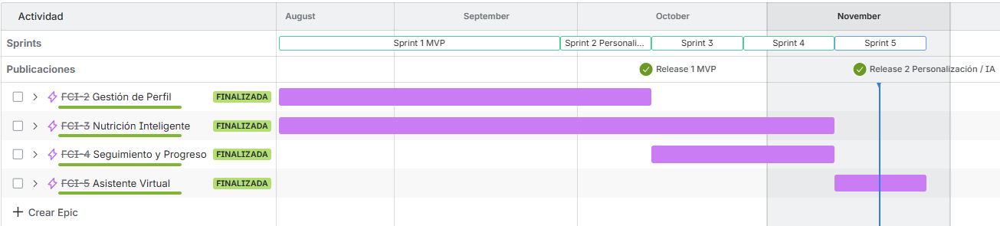 Actividad August September October November
Sprints Sprint 1 MVP Sprint 2 Personali... Sprint 3 Sprint 4 Sprint 5
Publicaciones Release 1 MVP Release 2 Personalización / IA
FCI-2 Gestión de Perfil FINALIZADA
FCI-3 Nutrición Inteligente FINALIZADA
FCI-4 Seguimiento y Progreso FINALIZADA
FCI-5 Asistente Virtual FINALIZADA
Crear Epic